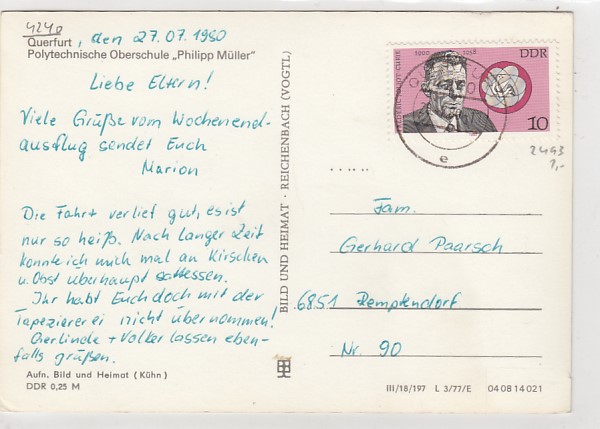 4240
Querfurt, den 27.07.1980
Polytechnische Oberschule „Philipp Müller"
Liebe Eltern!
Viele Grüße vom Wochenend-
ausflug sendet Euch
Marion
Die Fahrt verlief gut, es ist
nur so heiß. Nach langer Zeit
konnte ich mich mal an Kirschen
u. Obst überhaupt sattessen.
Ihr habt Euch doch mit der
Tapeziererei nicht übernommen!
Gerlinde + Volker lassen eben-
falls grüßen.
Aufn. Bild und Heimat (Kühn)
DDR 0,25 M
BILD UND HEIMAT · REICHENBACH (VOGTL)
FREDERIC JOLIOT-CURIE
1900 1958
DDR
10
e
2493
1,-
Fam.
Gerhard Paarsch
6851 Remptendorf
Nr. 90
III/18/197 L 3/77/E 04 08 14 021